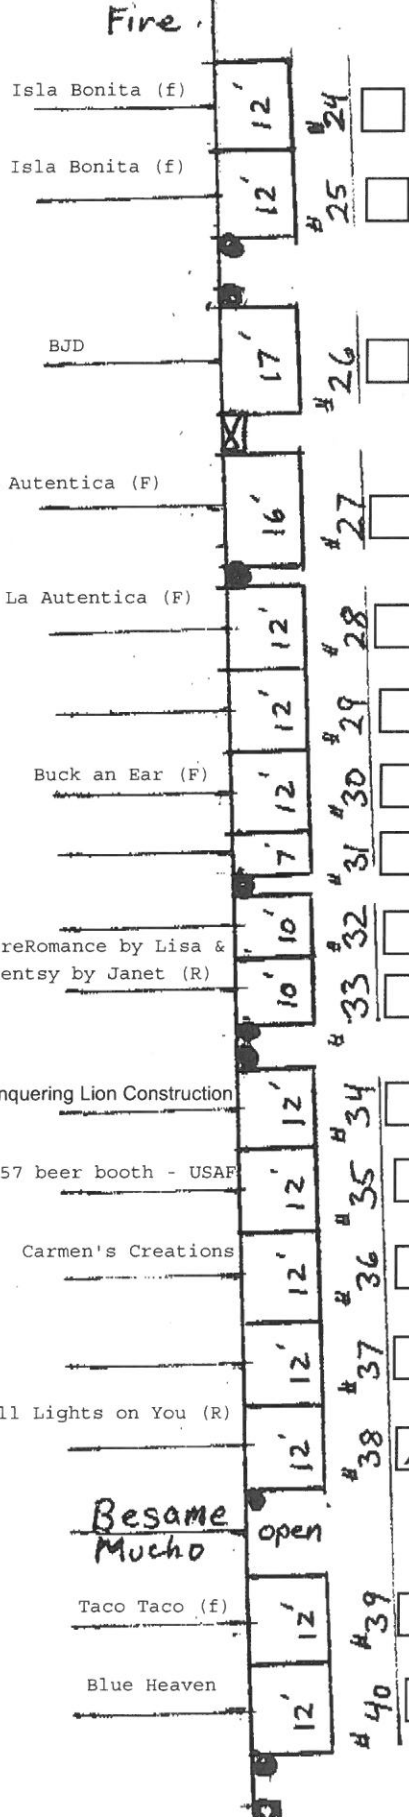 Fire.
Isla Bonita (f) 12' #24
Isla Bonita (f) 12' #25
BJD 17' #26
Autentica (F) 16' #27
La Autentica (F) 12' #28
12' #29
Buck an Ear (F) 12' #30
7' #31
10' #32
reRomance by Lisa &
entsy by Janet (R) 10' #33
nquering Lion Construction 12' #34
57 beer booth - USAF 12' #35
Carmen's Creations 12' #36
12' #37
ll Lights on You (R) 12' #38
Besame
Mucho open
Taco Taco (f) 12' #39
Blue Heaven 12' #40